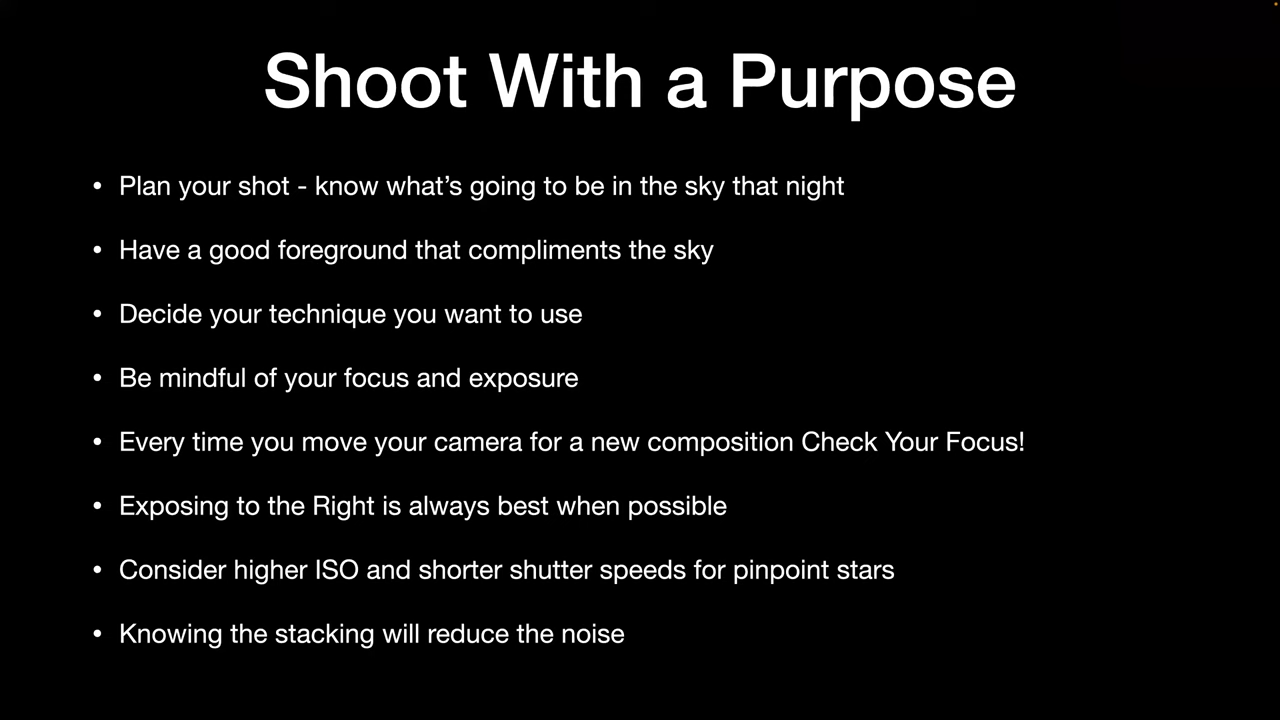 Shoot With a Purpose
• Plan your shot - know what's going to be in the sky that night
• Have a good foreground that compliments the sky
• Decide your technique you want to use
• Be mindful of your focus and exposure
• Every time you move your camera for a new composition Check Your Focus!
• Exposing to the Right is always best when possible
• Consider higher ISO and shorter shutter speeds for pinpoint stars
• Knowing the stacking will reduce the noise